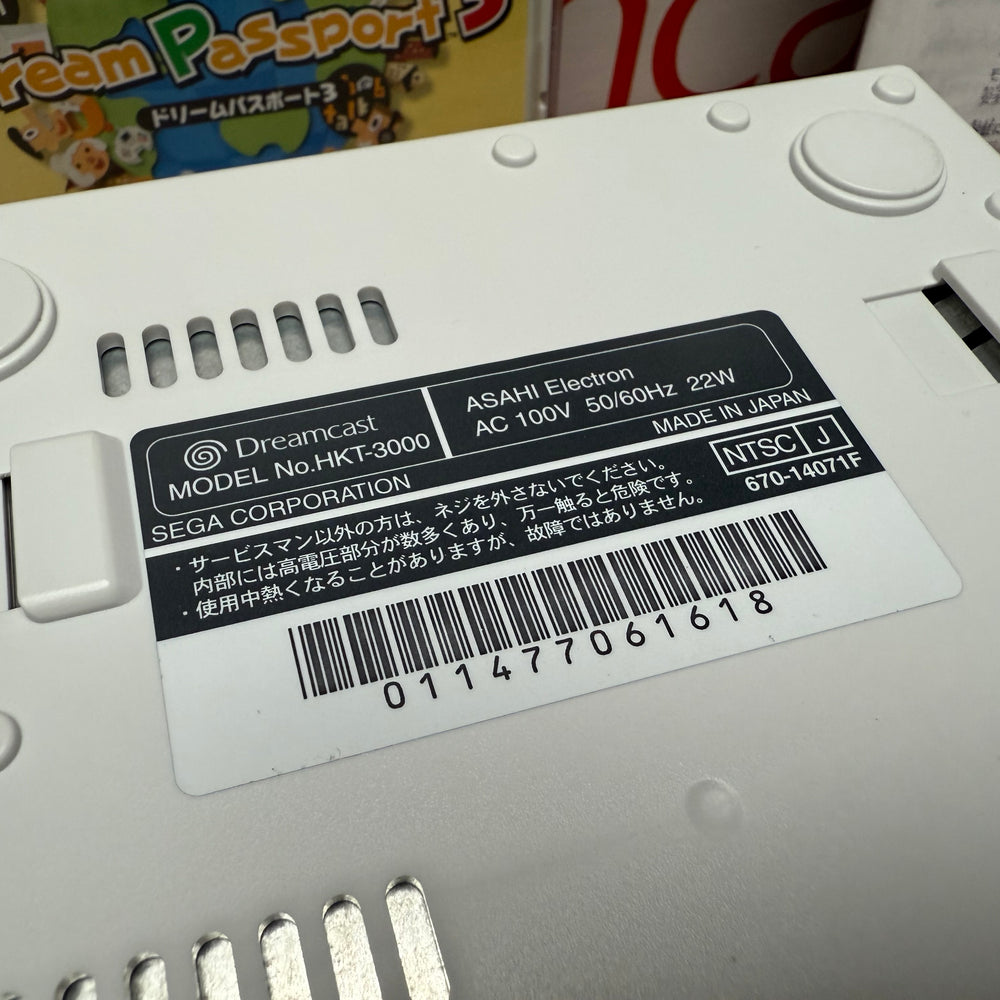 Dream Passport 3
ドリームパスポート3
Dreamcast
MODEL No.HKT-3000
ASAHI Electron
AC 100V 50/60Hz 22W
SEGA CORPORATION
MADE IN JAPAN
NTSC J
670-14071F
・サービスマン以外の方は、ネジを外さないでください。
内部には高電圧部分が数多くあり、万一触ると危険です。
・使用中熱くなることがありますが、故障ではありません。
011477061618